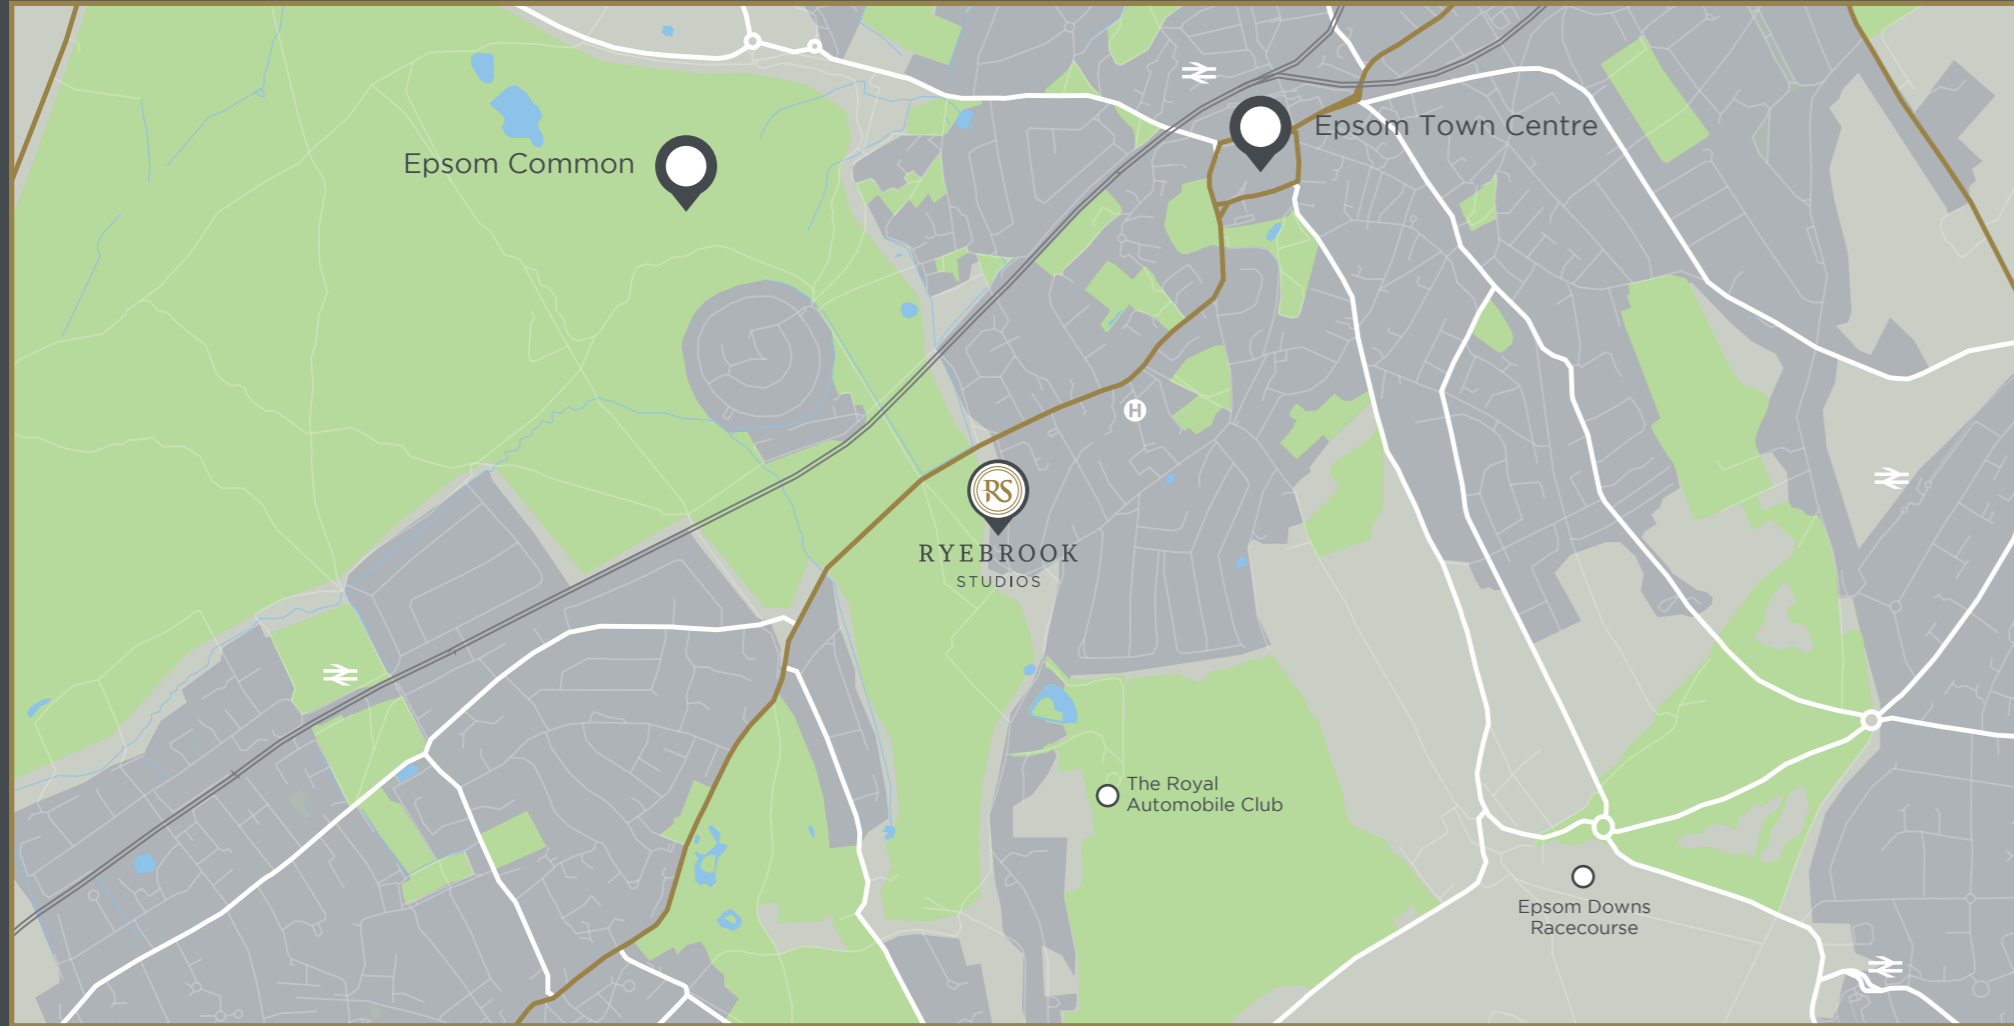 Epsom Town Centre
Epsom Common
H
RS
RYEBROOK
STUDIOS
The Royal
Automobile Club
Epsom Downs
Racecourse